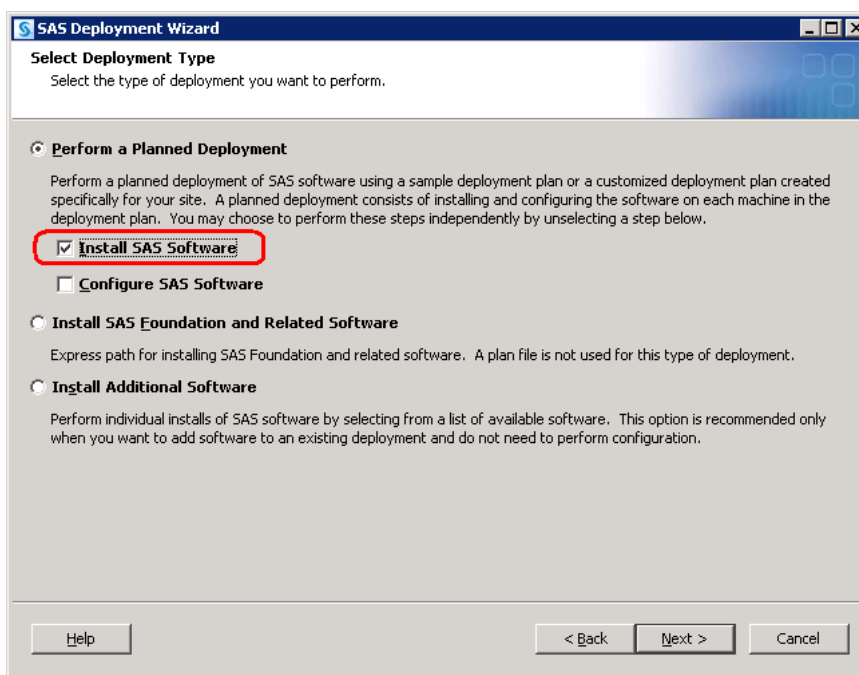 SAS Deployment Wizard
Select Deployment Type
Select the type of deployment you want to perform.
Perform a Planned Deployment
Perform a planned deployment of SAS software using a sample deployment plan or a customized deployment plan created
specifically for your site. A planned deployment consists of installing and configuring the software on each machine in the
deployment plan. You may choose to perform these steps independently by unselecting a step below.
Install SAS Software
Configure SAS Software
Install SAS Foundation and Related Software
Express path for installing SAS Foundation and related software. A plan file is not used for this type of deployment.
Install Additional Software
Perform individual installs of SAS software by selecting from a list of available software. This option is recommended only
when you want to add software to an existing deployment and do not need to perform configuration.
Help
< Back
Next >
Cancel